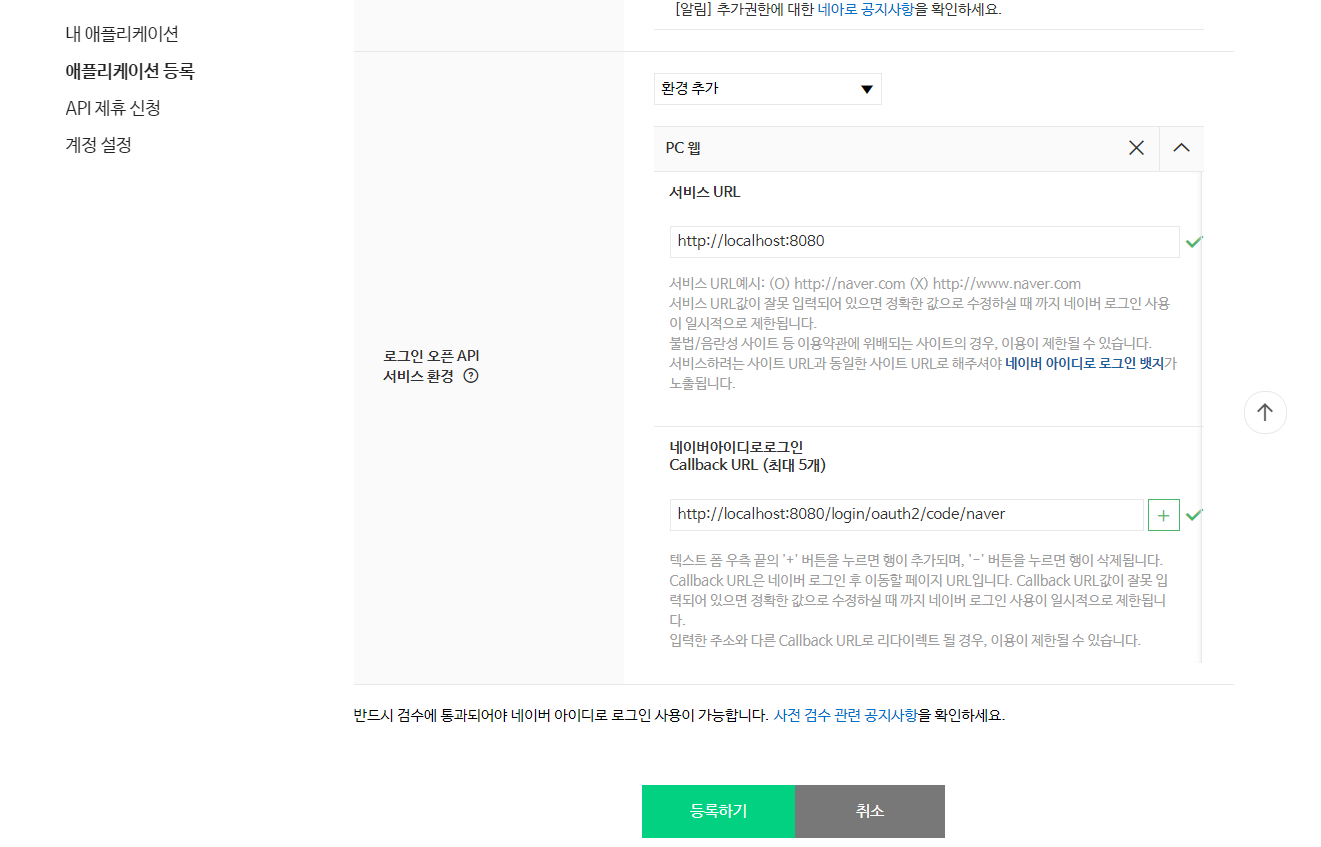 내 애플리케이션
애플리케이션 등록
API 제휴 신청
계정 설정
[알림] 추가권한에 대한 네아로 공지사항을 확인하세요.
로그인 오픈 API
서비스 환경 ?
환경 추가
PC 웹
서비스 URL
http://localhost:8080
서비스 URL예시: (O) http://naver.com (X) http://www.naver.com
서비스 URL값이 잘못 입력되어 있으면 정확한 값으로 수정하실 때 까지 네이버 로그인 사용
이 일시적으로 제한됩니다.
불법/음란성 사이트 등 이용약관에 위배되는 사이트의 경우, 이용이 제한될 수 있습니다.
서비스하려는 사이트 URL과 동일한 사이트 URL로 해주셔야 네이버 아이디로 로그인 뱃지가
노출됩니다.
네이버아이디로로그인
Callback URL (최대 5개)
http://localhost:8080/login/oauth2/code/naver
텍스트 폼 우측 끝의 '+' 버튼을 누르면 행이 추가되며, '-' 버튼을 누르면 행이 삭제됩니다.
Callback URL은 네이버 로그인 후 이동할 페이지 URL입니다. Callback URL값이 잘못 입
력되어 있으면 정확한 값으로 수정하실 때 까지 네이버 로그인 사용이 일시적으로 제한됩니
다.
입력한 주소와 다른 Callback URL로 리다이렉트 될 경우, 이용이 제한될 수 있습니다.
반드시 검수에 통과되어야 네이버 아이디로 로그인 사용이 가능합니다. 사전 검수 관련 공지사항을 확인하세요.
등록하기
취소